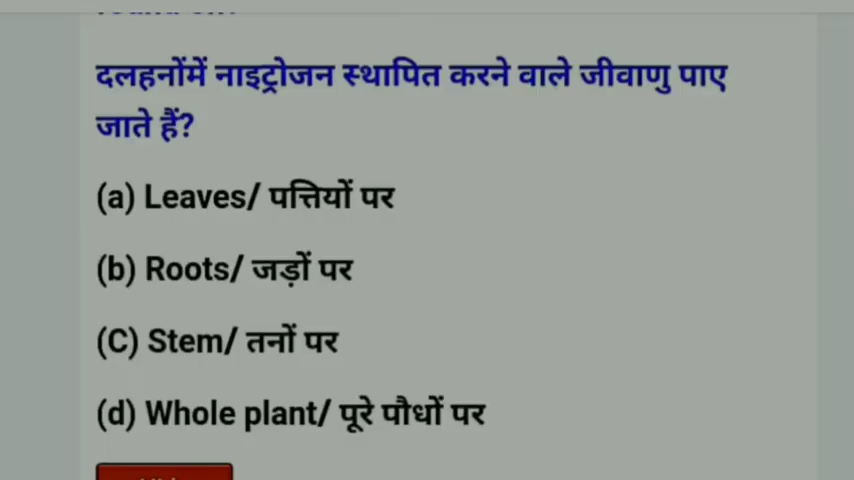 दलहनोंमें नाइट्रोजन स्थापित करने वाले जीवाणु पाए
जाते हैं?
(a) Leaves/ पत्तियों पर
(b) Roots/ जड़ों पर
(C) Stem/ तनों पर
(d) Whole plant/ पूरे पौधों पर